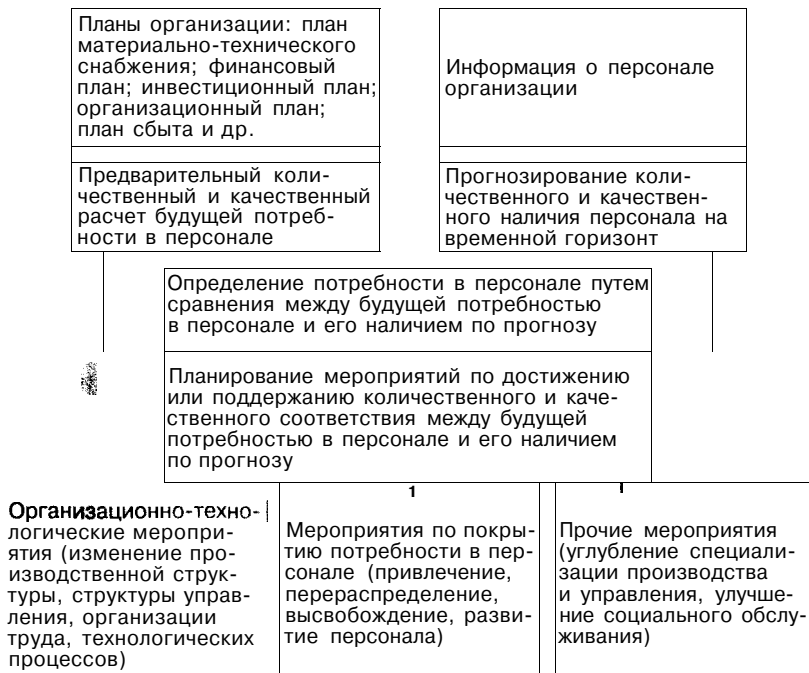 Планы организации: план
материально-технического
снабжения; финансовый
план; инвестиционный план;
организационный план;
план сбыта и др.
Информация о персонале
организации
Предварительный коли-
чественный и качественный
расчет будущей потреб-
ности в персонале
Прогнозирование коли-
чественного и качествен-
ного наличия персонала на
временной горизонт
Определение потребности в персонале путем
сравнения между будущей потребностью
в персонале и его наличием по прогнозу
Планирование мероприятий по достижению
или поддержанию количественного и каче-
ственного соответствия между будущей
потребностью в персонале и его наличием
по прогнозу
1
Организационно-техно-
логические меропри-
ятия (изменение про-
изводственной струк-
туры, структуры управ-
ления, организации
труда, технологических
процессов)
Мероприятия по покры-
тию потребности в пер-
сонале (привлечение,
перераспределение,
высвобождение, разви-
тие персонала)
Прочие мероприятия
(углубление специали-
зации производства
и управления, улучше-
ние социального обслу-
живания)